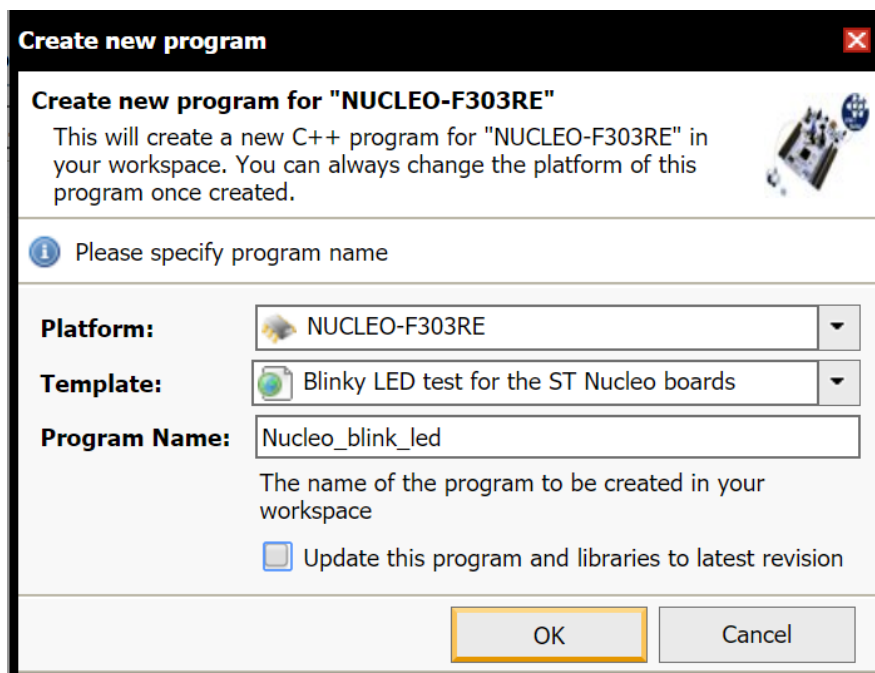 Create new program
Create new program for "NUCLEO-F303RE"
This will create a new C++ program for "NUCLEO-F303RE" in
your workspace. You can always change the platform of this
program once created.
Please specify program name
Platform: NUCLEO-F303RE
Template: Blinky LED test for the ST Nucleo boards
Program Name: Nucleo_blink_led
The name of the program to be created in your
workspace
Update this program and libraries to latest revision
OK Cancel